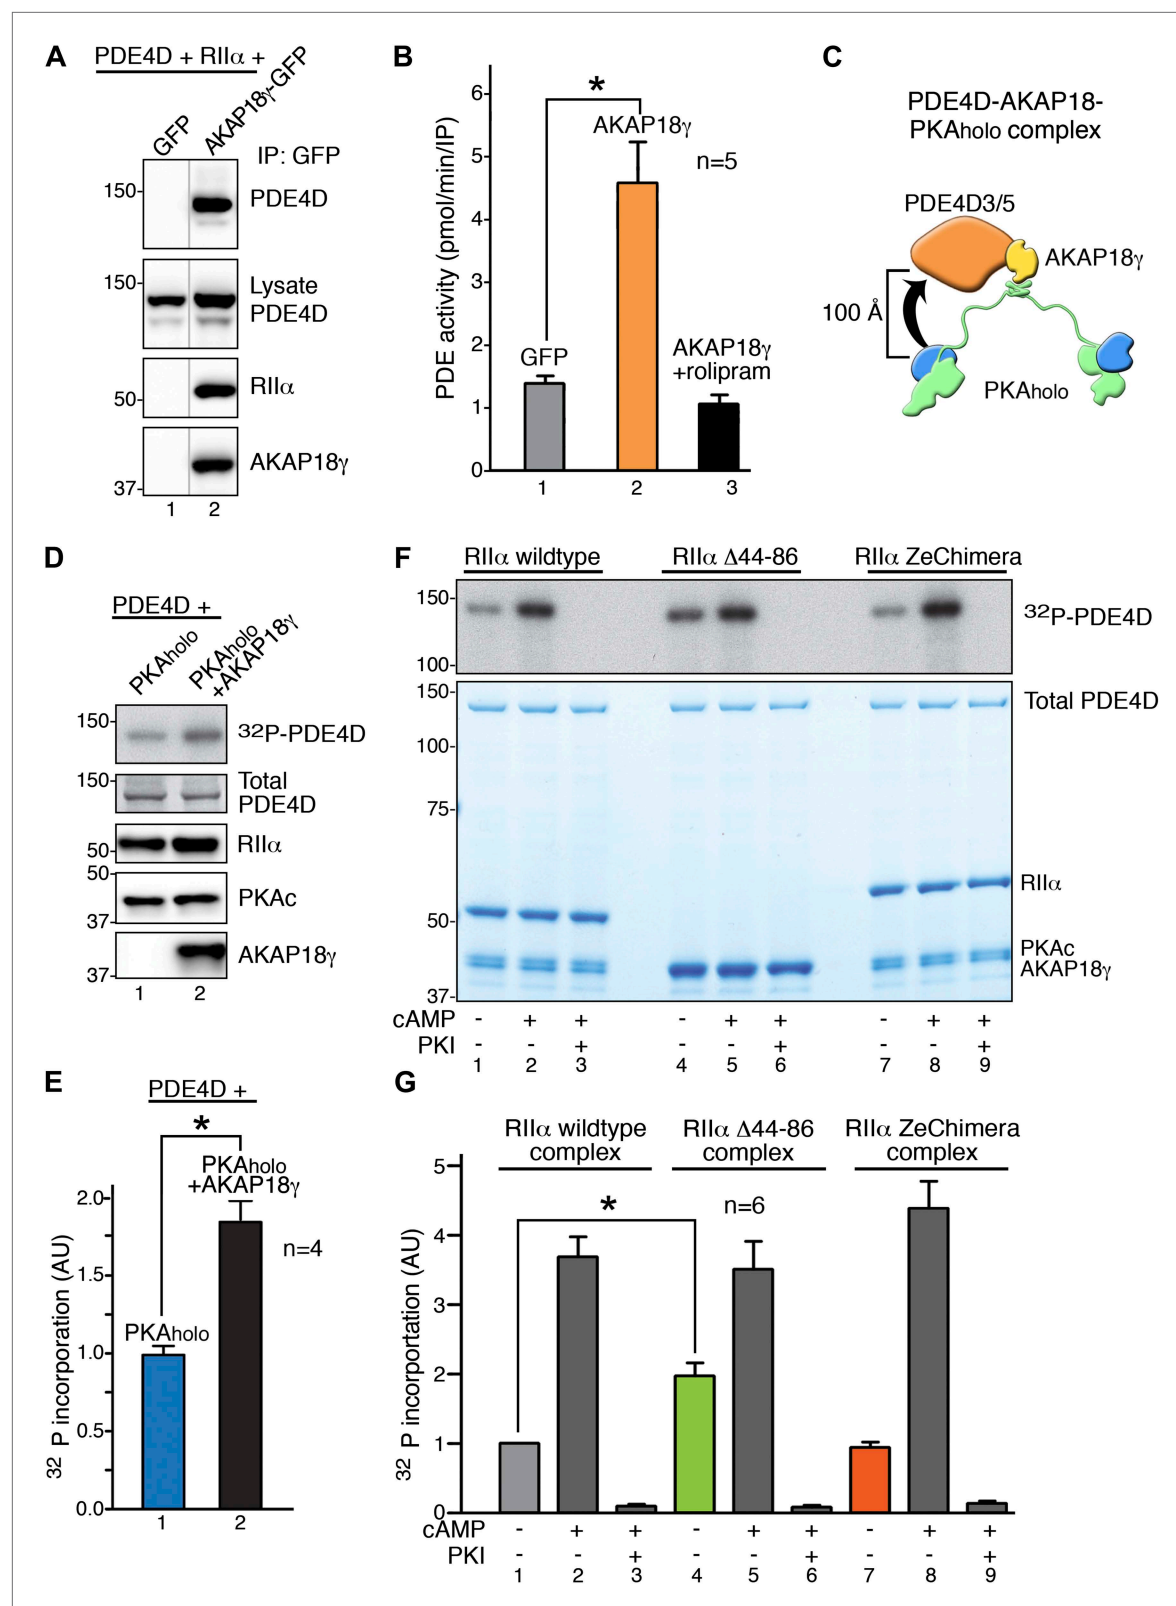 A
PDE4D + RIIα +
GFP
AKAP18γ-GFP
IP: GFP
150-
PDE4D
150-
Lysate
PDE4D
50-
RIIα
37-
AKAP18γ
1 2
B
PDE activity (pmol/min/IP)
6
5
4
3
2
1
0
*
GFP
AKAP18γ
n=5
AKAP18γ
+rolipram
1 2 3
C
PDE4D-AKAP18-
PKAholo complex
PDE4D3/5
AKAP18γ
100 Å
PKAholo
D
PDE4D +
PKAholo
PKAholo
+AKAP18γ
150-
32P-PDE4D
150-
Total
PDE4D
50-
RIIα
50-
PKAc
37-
37-
AKAP18γ
1 2
E
PDE4D +
*
PKAholo
+AKAP18γ
n=4
PKAholo
32 P incorporation (AU)
2.0
1.5
1.0
0.5
0.0
1 2
F
RIIα wildtype RIIα Δ44-86 RIIα ZeChimera
150-
32P-PDE4D
100-
150-
Total PDE4D
100-
75-
RIIα
50-
PKAc
AKAP18γ
37-
cAMP - + + - + + - + +
PKI - - + - - + - - +
1 2 3 4 5 6 7 8 9
G
RIIα wildtype
complex
RIIα Δ44-86
complex
RIIα ZeChimera
complex
*
n=6
32 P incorportation (AU)
5
4
3
2
1
0
cAMP - + + - + + - + +
PKI - - + - - + - - +
1 2 3 4 5 6 7 8 9